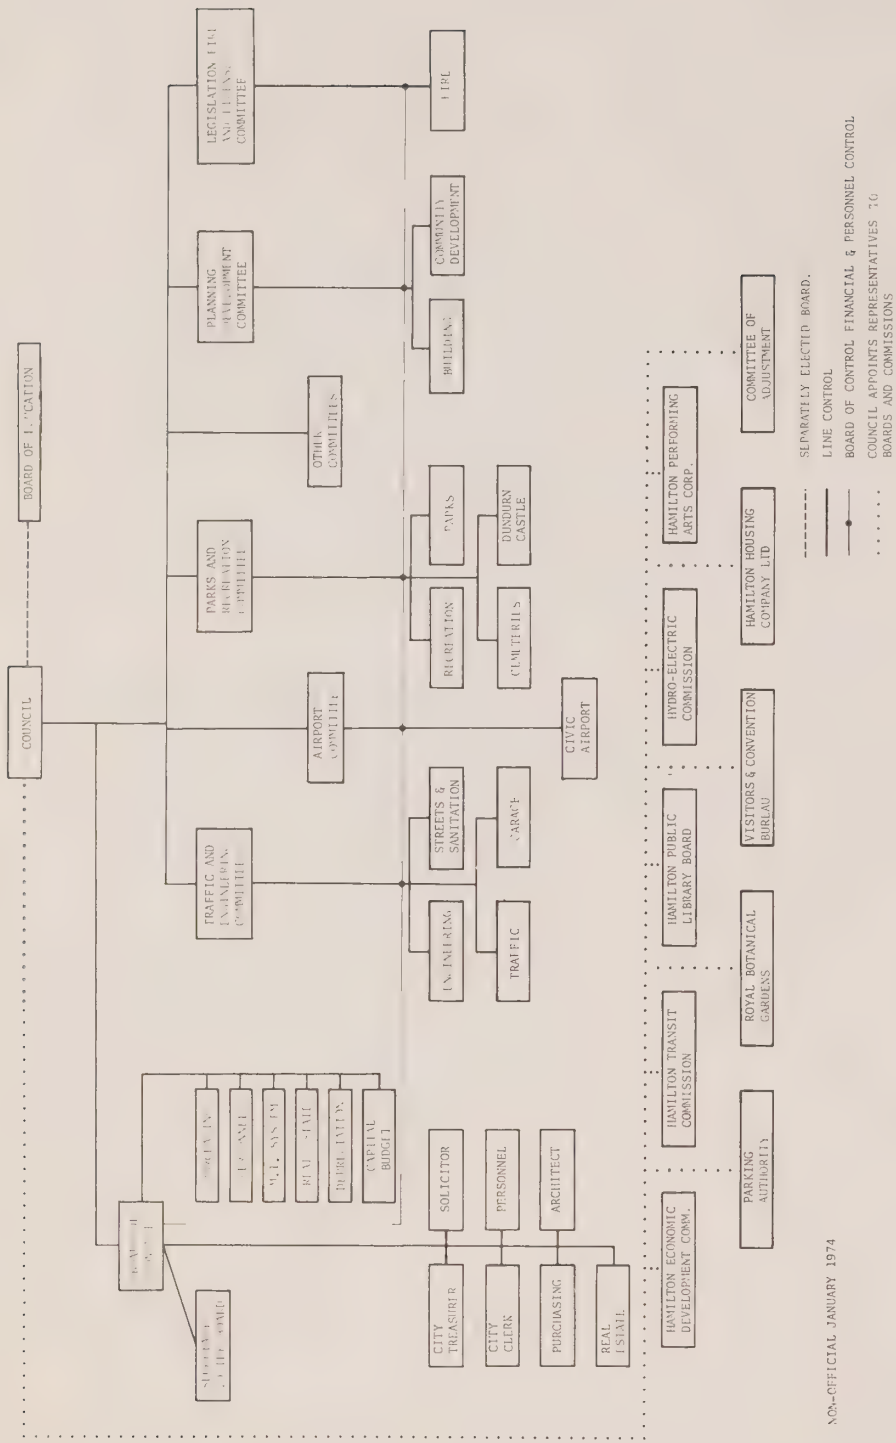 COUNCIL
BOARD OF
TRAFFIC AND
ENGINEERING
COMMITTEE
AIRPORT
COMMITTEE
PARKS AND
RECREATION
COMMITTEE
OTHER
COMMITTEES
PLANNING
DEVELOPMENT
COMMITTEE
LEGISLATION
COMMITTEE
CAPITAL
BUDGET
CITY
TREASURER
SOLICITOR
CITY
CLERK
PERSONNEL
PURCHASING
ARCHITECT
REAL
ESTATE
ENGINEERING
STREETS &
SANITATION
TRAFFIC
GARAGE
CIVIC
AIRPORT
RECREATION
PARKS
CEMETERIES
DUNDURN
CASTLE
BUILDING
COMMUNITY
DEVELOPMENT
HAMILTON ECONOMIC
DEVELOPMENT COMM.
HAMILTON TRANSIT
COMMISSION
HAMILTON PUBLIC
LIBRARY BOARD
HYDRO-ELECTRIC
COMMISSION
HAMILTON PERFORMING
ARTS CORP.
PARKING
AUTHORITY
ROYAL BOTANICAL
GARDENS
VISITORS & CONVENTION
BUREAU
HAMILTON HOUSING
COMPANY LTD
COMMITTEE OF
ADJUSTMENT
SEPARATELY ELECTED BOARD.
LINE CONTROL
BOARD OF CONTROL FINANCIAL & PERSONNEL CONTROL
COUNCIL APPOINTS REPRESENTATIVES TO
BOARDS AND COMMISSIONS
NON-OFFICIAL JANUARY 1974